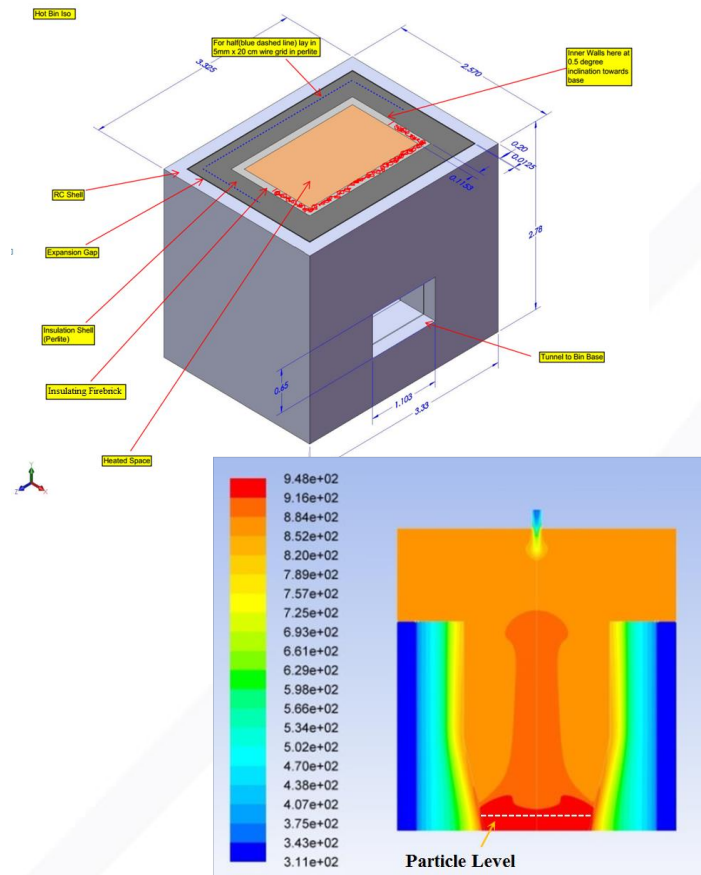 Hot Bin Iso
For half(blue dashed line) lay in
5mm x 20 cm wire grid in perlite
Inner Walls here at
0.5 degree
inclination towards
base
3.325
2.570
0.20
0.0125
0.1153
2.78
RC Shell
Expansion Gap
Insulation Shell
(Perlite)
Insulating Firebrick
Heated Space
Tunnel to Bin Base
0.65
1.103
3.33
Y
Z
X
9.48e+02
9.16e+02
8.84e+02
8.52e+02
8.20e+02
7.89e+02
7.57e+02
7.25e+02
6.93e+02
6.61e+02
6.29e+02
5.98e+02
5.66e+02
5.34e+02
5.02e+02
4.70e+02
4.38e+02
4.07e+02
3.75e+02
3.43e+02
3.11e+02
Particle Level